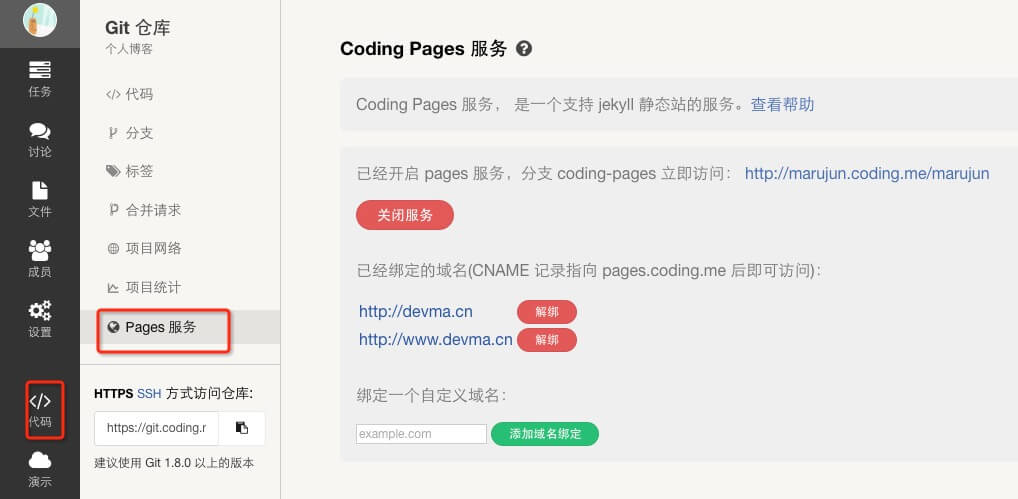 任务
讨论
文件
成员
设置
代码
演示
Git 仓库
个人博客
</> 代码
分支
标签
合并请求
项目网络
项目统计
Pages 服务
HTTPS SSH 方式访问仓库:
https://git.coding.r
建议使用 Git 1.8.0 以上的版本
Coding Pages 服务
Coding Pages 服务， 是一个支持 jekyll 静态站的服务。查看帮助
已经开启 pages 服务，分支 coding-pages 立即访问： http://marujun.coding.me/marujun
关闭服务
已经绑定的域名(CNAME 记录指向 pages.coding.me 后即可访问)：
http://devma.cn 解绑
http://www.devma.cn 解绑
绑定一个自定义域名：
example.com 添加域名绑定